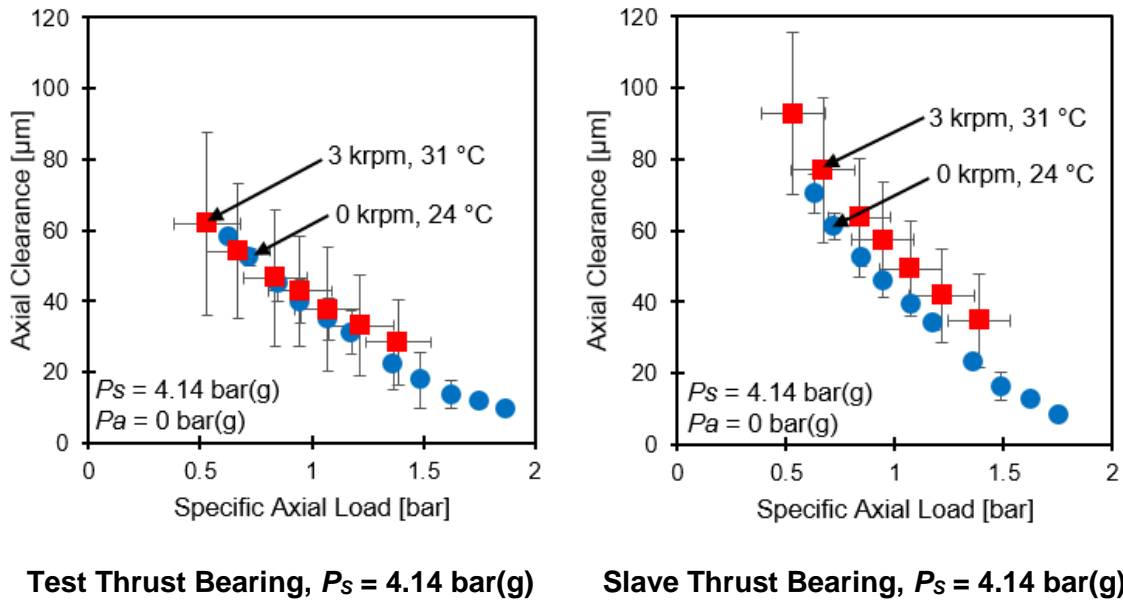 120
100
80
60
40
20
0
Axial Clearance [µm]
3 krpm, 31 °C
0 krpm, 24 °C
Ps = 4.14 bar(g)
Pa = 0 bar(g)
0 0.5 1 1.5 2
Specific Axial Load [bar]
120
100
80
60
40
20
0
Axial Clearance [µm]
3 krpm, 31 °C
0 krpm, 24 °C
Ps = 4.14 bar(g)
Pa = 0 bar(g)
0 0.5 1 1.5 2
Specific Axial Load [bar]
Test Thrust Bearing, PS = 4.14 bar(g)
Slave Thrust Bearing, PS = 4.14 bar(g)